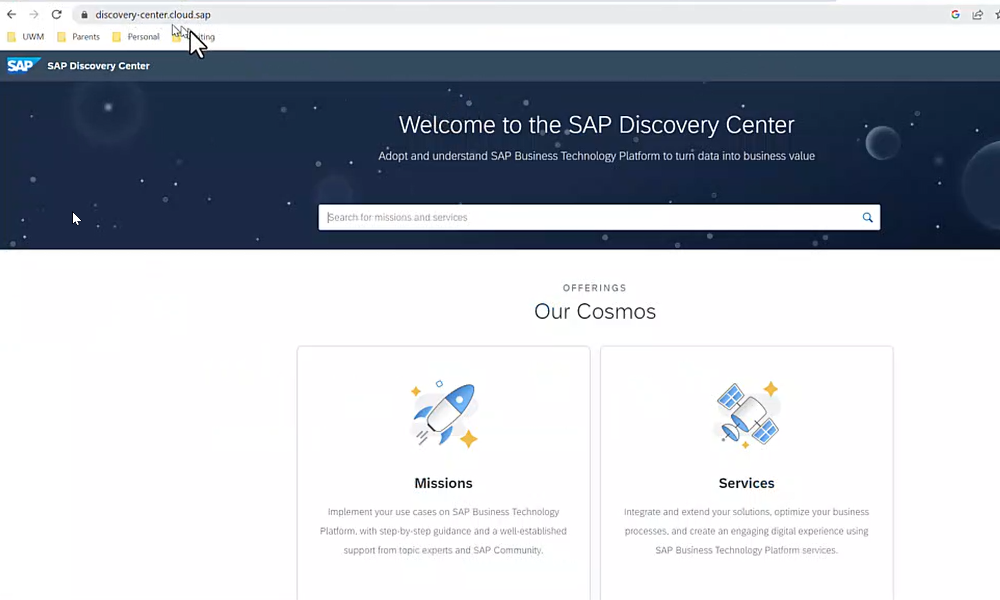 discovery-center.cloud.sap
UWM Parents Personal
SAP SAP Discovery Center
Welcome to the SAP Discovery Center
Adopt and understand SAP Business Technology Platform to turn data into business value
Search for missions and services
OFFERINGS
Our Cosmos
Missions
Implement your use cases on SAP Business Technology
Platform, with step-by-step guidance and a well-established
support from topic experts and SAP Community.
Services
Integrate and extend your solutions, optimize your business
processes, and create an engaging digital experience using
SAP Business Technology Platform services.